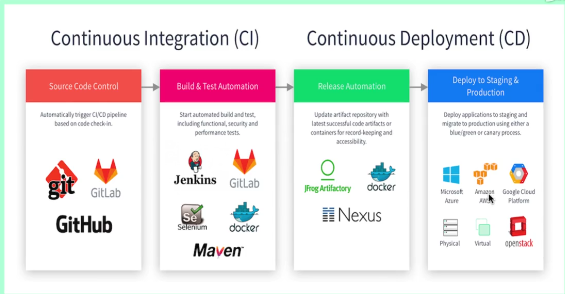 Continuous Integration (CI)
Continuous Deployment (CD)
Source Code Control
Automatically trigger CI/CD pipeline
based on code check-in.
git
GitLab
GitHub
Build & Test Automation
Start automated build and test,
including functional, security and
performance tests.
Jenkins
GitLab
Se
Selenium
docker
Maven
Release Automation
Update artifact repository with
latest successful code artifacts or
containers for record-keeping and
accessibility.
JFrog Artifactory
docker
Nexus
Deploy to Staging &
Production
Deploy applications to staging and
migrate to production using either a
blue/green or canary process.
Microsoft
Azure
Amazon
AWS
Google Cloud
Platform
Physical
Virtual
openstack